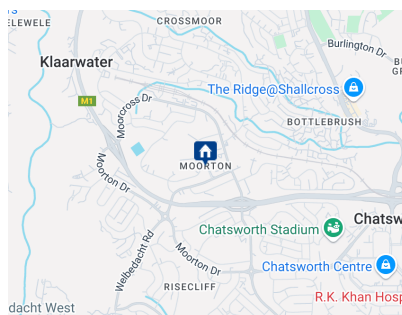 ELEWELE
CROSSMOOR
Burlington Dr
Klaarwater
The Ridge@Shallcross
M1
Moorcross Dr
BOTTLEBRUSH
MOORTON
Moorton Dr
Chatsw
Chatsworth Stadium
Welbedacht Rd
Moorton Dr
Chatsworth Centre
RISECLIFF
R.K. Khan Hosp
dacht West